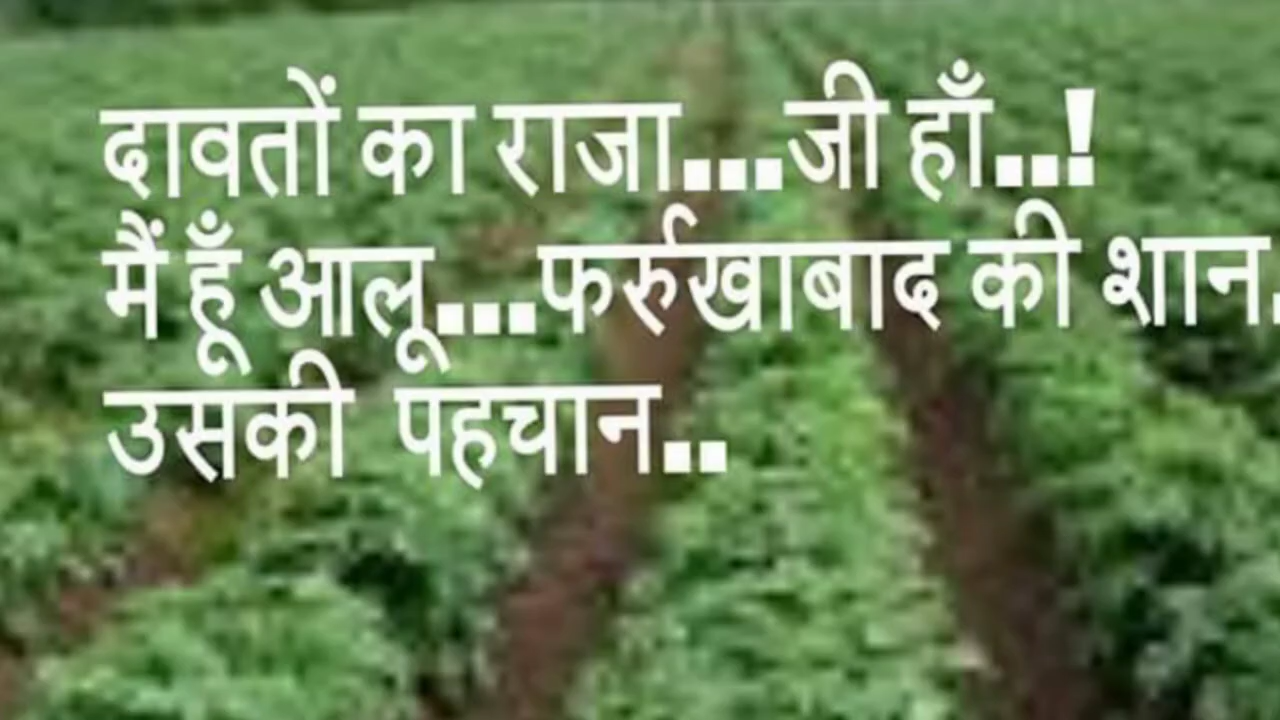 दावतों का राजा...जी हाँ..!
मैं हूँ आलू...फर्रुखाबाद की शान.
उसकी पहचान..